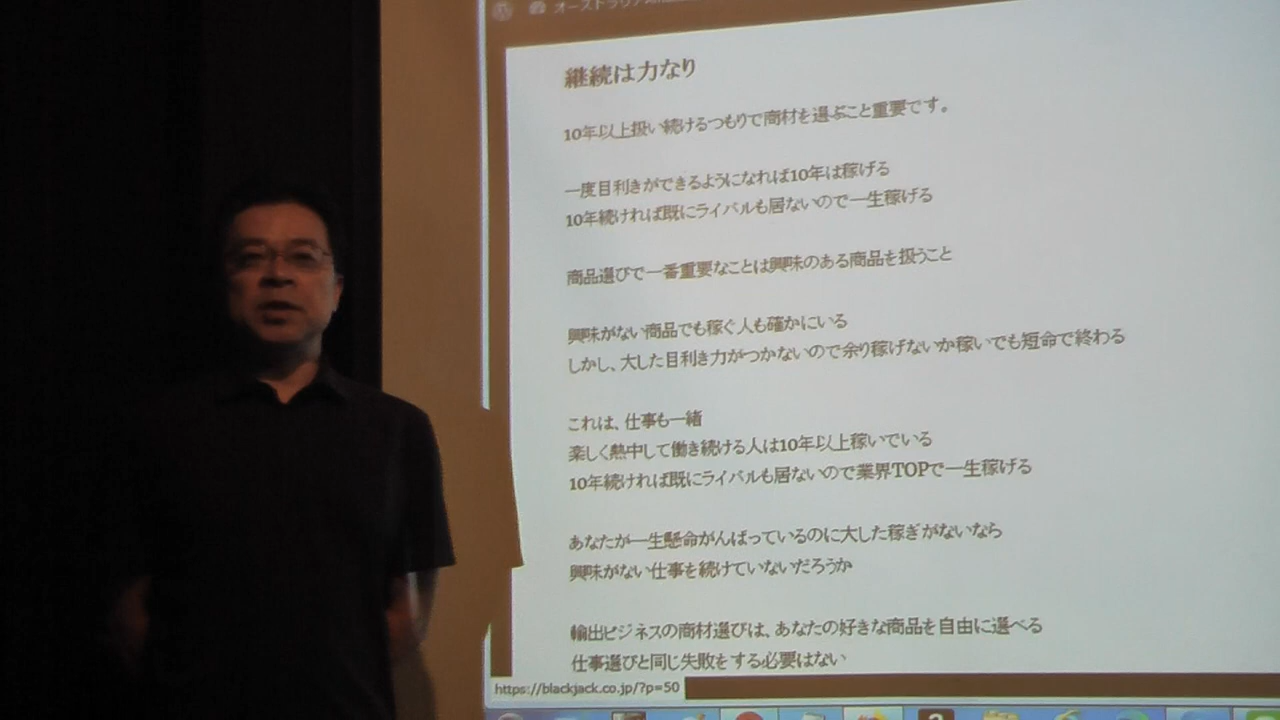 オーストラリア
継続は力なり
10年以上扱い続けるつもりで商材を選ぶこと重要です。
一度目利きができるようになれば10年は稼げる
10年続ければ既にライバルも居ないので一生稼げる
商品選びで一番重要なことは興味のある商品を扱うこと
興味がない商品でも稼ぐ人も確かにいる
しかし、大した目利き力がつかないので余り稼げないか稼いでも短命で終わる
これは、仕事も一緒
楽しく熱中して働き続ける人は10年以上稼いでいる
10年続ければ既にライバルも居ないので業界TOPで一生稼げる
あなたが一生懸命がんばっているのに大した稼ぎがないなら
興味がない仕事を続けていないだろうか
輸出ビジネスの商材選びは、あなたの好きな商品を自由に選べる
仕事選びと同じ失敗をする必要はない
https://blackjack.co.jp/?p=50